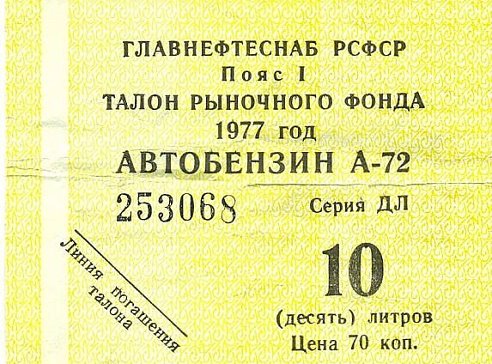 ГЛАВНЕФТЕСНАБ РСФСР
Пояс I
ТАЛОН РЫНОЧНОГО ФОНДА
1977 год
АВТОБЕНЗИН А-72
253068 Серия ДЛ
Линия погашения
талона
10
(десять) литров
Цена 70 коп.